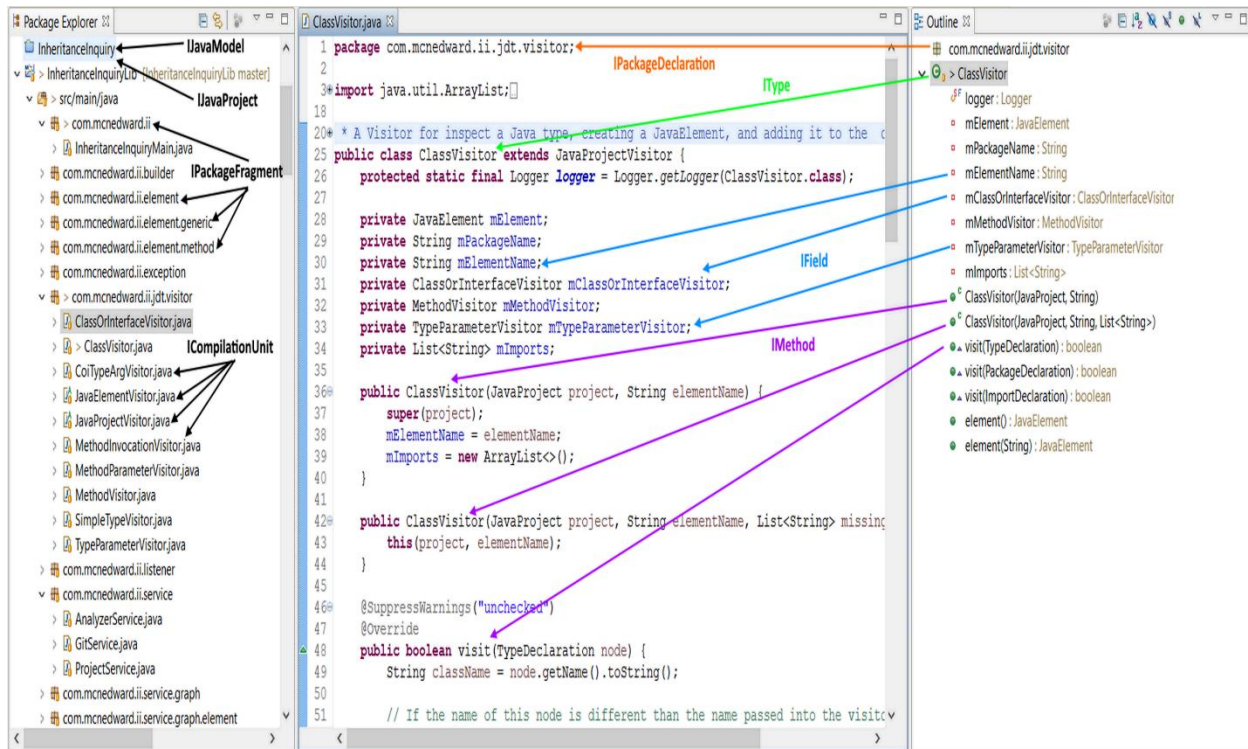 Package Explorer
InheritanceInquiry
IJavaModel
> InheritanceInquiryLib [InheritanceInquiryLib master]
IJavaProject
> src/main/java
> com.mcnedward.ii
> InheritanceInquiryMain.java
IPackageFragment
> com.mcnedward.ii.builder
> com.mcnedward.ii.element
> com.mcnedward.ii.element.generic
> com.mcnedward.ii.element.method
> com.mcnedward.ii.exception
> com.mcnedward.ii.jdt.visitor
> ClassOrInterfaceVisitor.java
> > ClassVisitor.java
ICompilationUnit
> CoiTypeArgVisitor.java
> JavaElementVisitor.java
> JavaProjectVisitor.java
> MethodInvocationVisitor.java
> MethodParameterVisitor.java
> MethodVisitor.java
> SimpleTypeVisitor.java
> TypeParameterVisitor.java
> com.mcnedward.ii.listener
com.mcnedward.ii.service
> AnalyzerService.java
> GitService.java
> ProjectService.java
> com.mcnedward.ii.service.graph
> com.mcnedward.ii.service.graph.element
ClassVisitor.java
1 package com.mcnedward.ii.jdt.visitor;
IPackageDeclaration
2
3 import java.util.ArrayList;
IType
18
20 * A Visitor for inspect a Java type, creating a JavaElement, and adding it to the
25 public class ClassVisitor extends JavaProjectVisitor {
26 protected static final Logger logger = Logger.getLogger(ClassVisitor.class);
27
28 private JavaElement mElement;
29 private String mPackageName;
30 private String mElementName;
IField
31 private ClassOrInterfaceVisitor mClassOrInterfaceVisitor;
32 private MethodVisitor mMethodVisitor;
33 private TypeParameterVisitor mTypeParameterVisitor;
IMethod
34 private List<String> mImports;
35
36 public ClassVisitor(JavaProject project, String elementName) {
37 super(project);
38 mElementName = elementName;
39 mImports = new ArrayList<>();
40 }
41
42 public ClassVisitor(JavaProject project, String elementName, List<String> missing
43 this(project, elementName);
44 }
45
46 @SuppressWarnings("unchecked")
47 @Override
48 public boolean visit(TypeDeclaration node) {
49 String className = node.getName().toString();
50
51 // If the name of this node is different than the name passed into the visito
Outline
com.mcnedward.ii.jdt.visitor
> ClassVisitor
logger : Logger
mElement : JavaElement
mPackageName : String
mElementName : String
mClassOrInterfaceVisitor : ClassOrInterfaceVisitor
mMethodVisitor : MethodVisitor
mTypeParameterVisitor : TypeParameterVisitor
mImports : List<String>
ClassVisitor(JavaProject, String)
ClassVisitor(JavaProject, String, List<String>)
visit(TypeDeclaration) : boolean
visit(PackageDeclaration) : boolean
visit(ImportDeclaration) : boolean
element() : JavaElement
element(String) : JavaElement